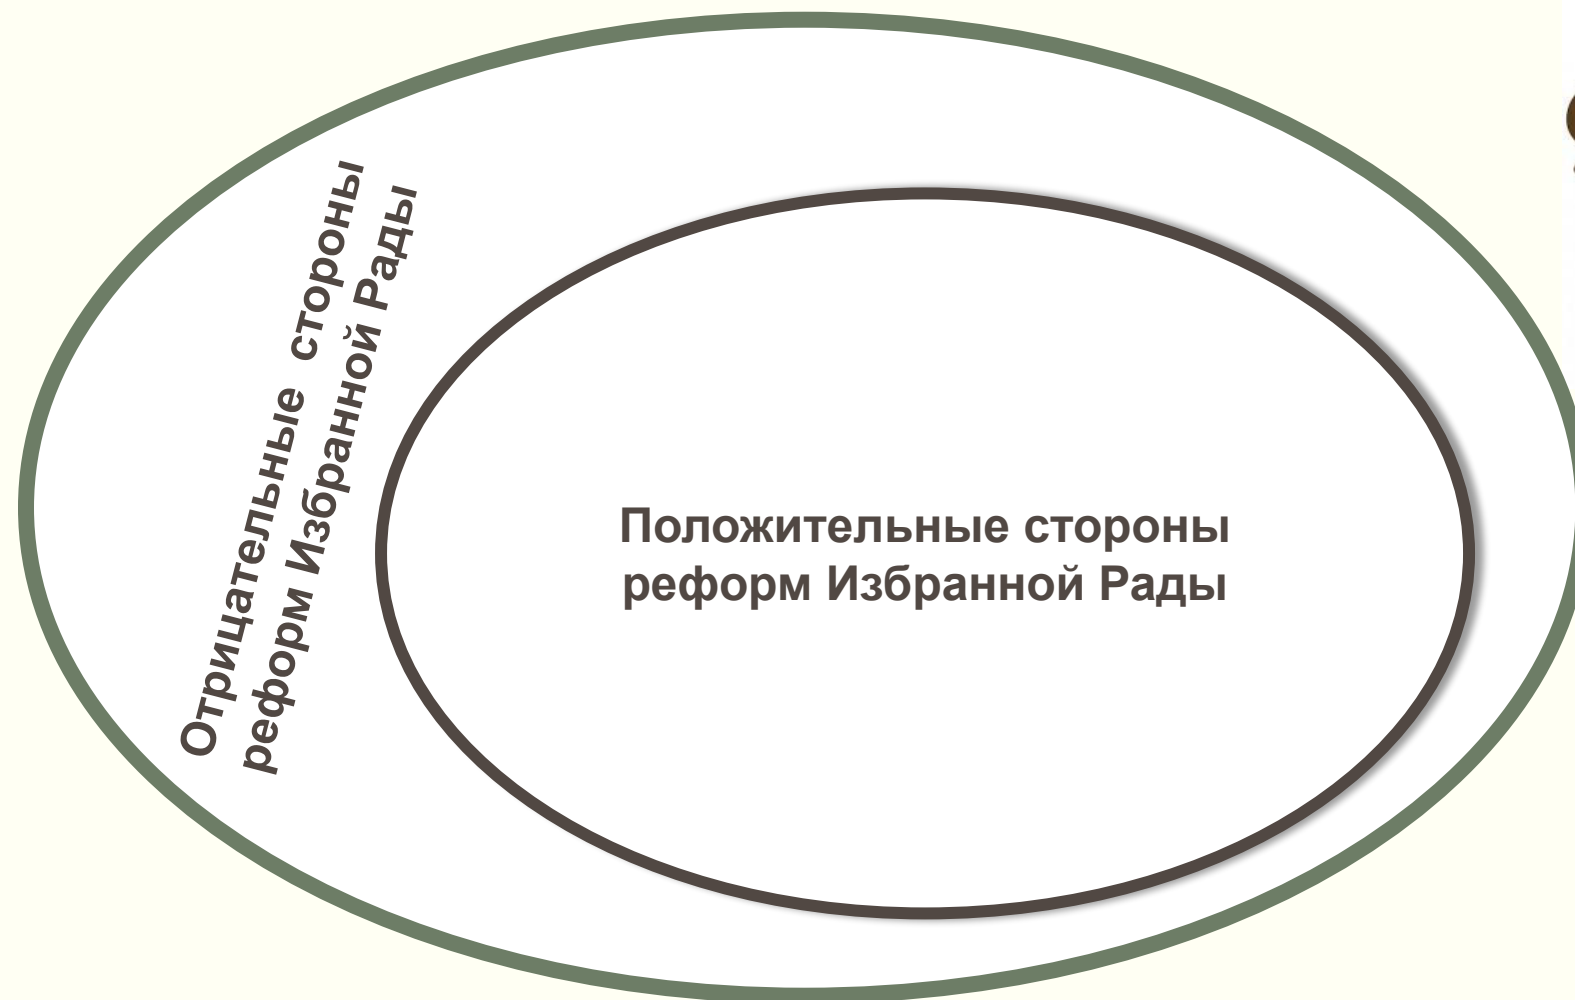 Отрицательные стороны
реформ Избранной Рады
Положительные стороны
реформ Избранной Рады